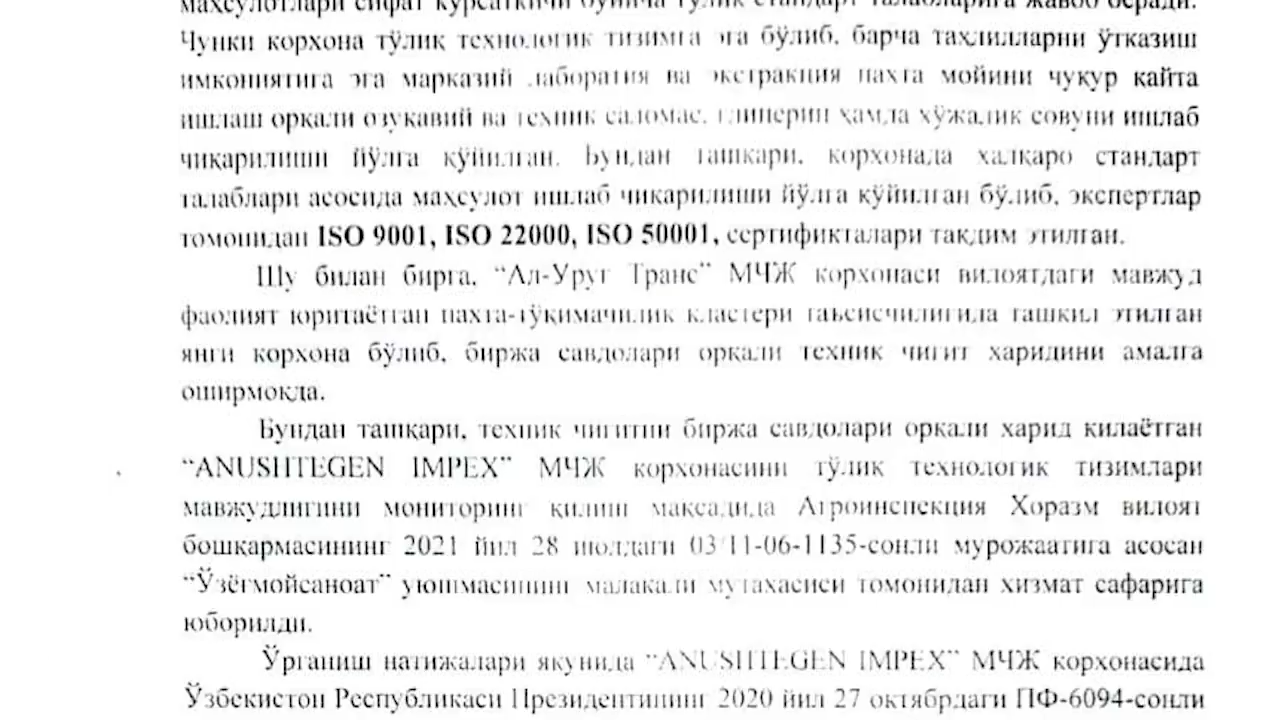 маҳсулотлари сифат кўрсаткичи бўйича тўлиқ стандарт талабларига жавоб беради.
Чунки корхона тўлиқ технологик тизимга эга бўлиб, барча таҳлилларни ўтказиш
имкониятига эга марказий лаборатия ва экстракция пахта мойини чуқур қайта
ишлаш орқали озуқавий ва техник саломас, глицерин ҳамда хўжалик совуни ишлаб
чиқарилиши йўлга қўйилган. Бундан ташкари, корхонада халқаро стандарт
талаблари асосида маҳсулот ишлаб чиқарилиши йўлга қўйилган бўлиб, экспертлар
томонидан ISO 9001, ISO 22000, ISO 50001, сертификталари тақдим этилган.
Шу билан бирга, “Ал-Уруг Транс” МЧЖ корхонаси вилоятдаги мавжуд
фаолият юритаётган пахта-тўқимачилик кластери таъсисчилигида ташкил этилган
янги корхона бўлиб, биржа савдолари орқали техник чигит харидини амалга
оширмоқда.
Бундан ташқари, техник чигитни биржа савдолари орқали харид қилаётган
“ANUSHTEGEN IMPEX” МЧЖ корхонасини тўлиқ технологик тизимлари
мавжудлигини мониторинг қилиш мақсадида Агроинспекция Хоразм вилоят
бошқармасининг 2021 йил 28 июлдаги 03/11-06-1135-сонли мурожаатига асосан
“Ўзёғмойсаноат” уюшмасининг малакали мутахасиси томонидан хизмат сафарига
юборилди.
Ўрганиш натижалари якунида “ANUSHTEGEN IMPEX” МЧЖ корхонасида
Ўзбекистон Республикаси Президентининг 2020 йил 27 октябрдаги ПФ-6094-сонли